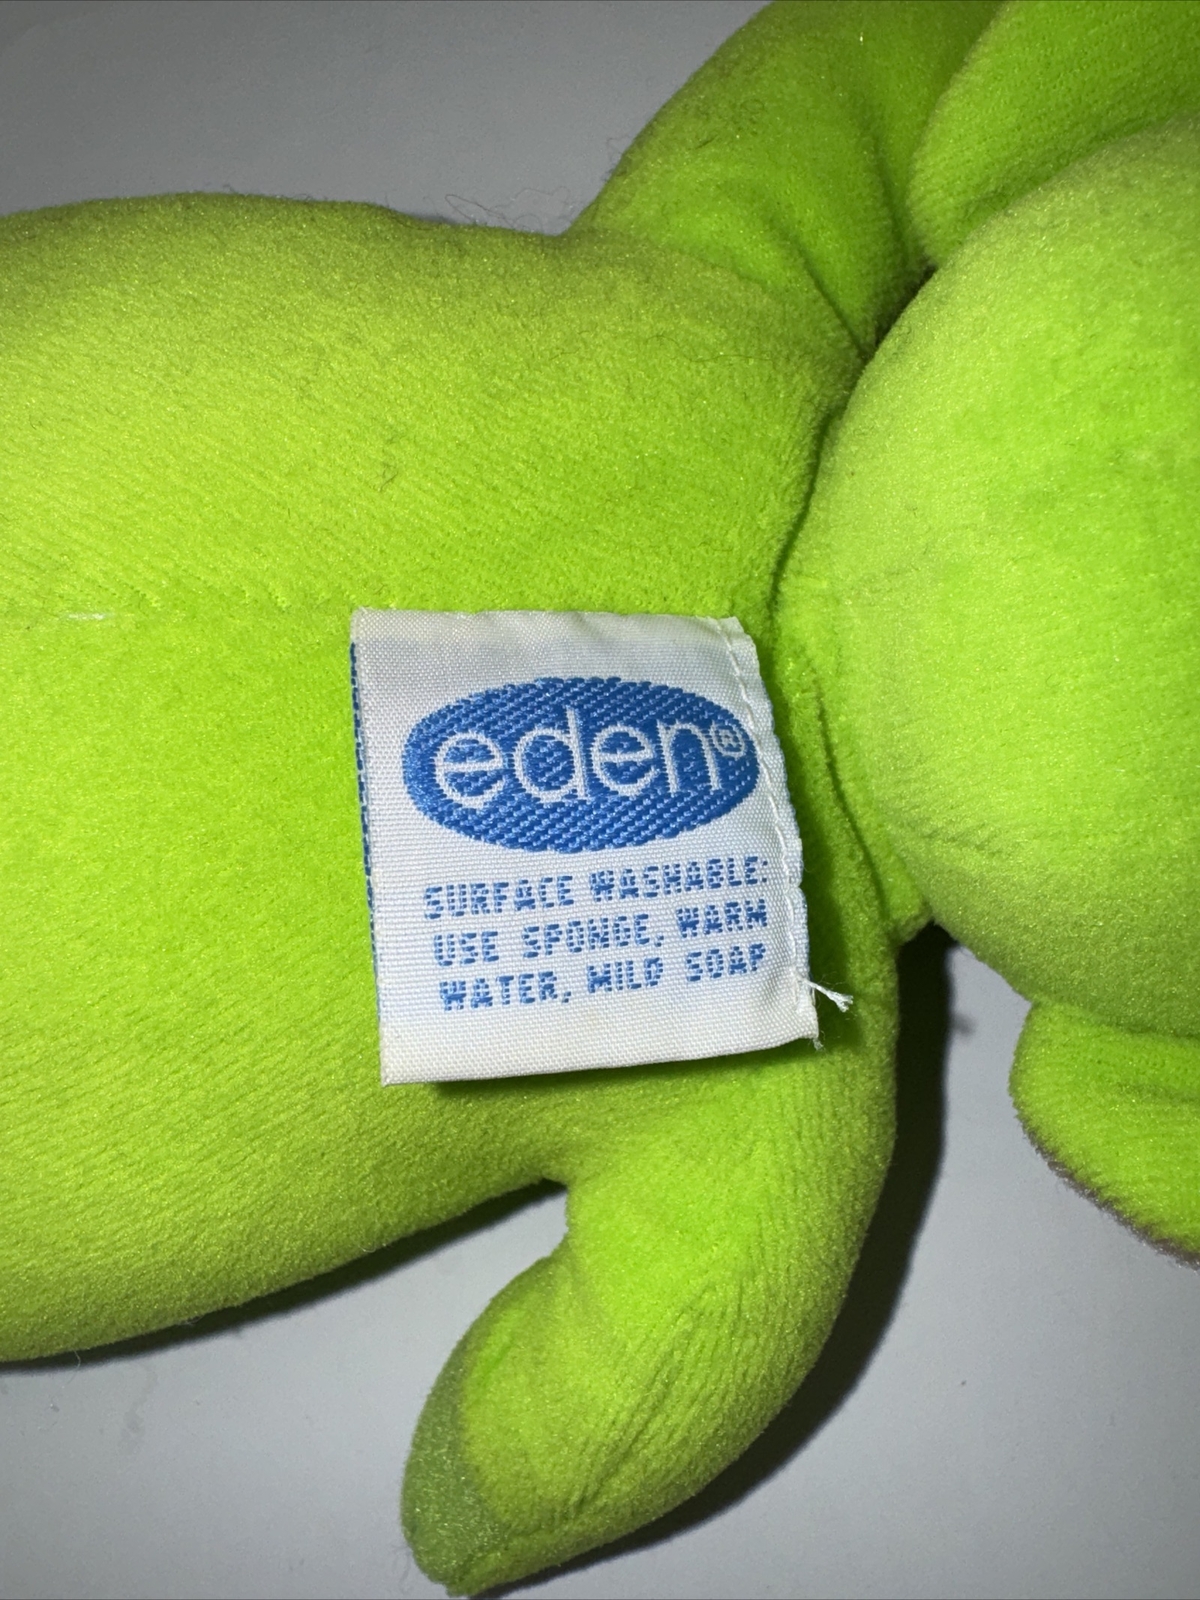 eden®
SURFACE WASHABLE:
USE SPONGE, WARM
WATER, MILD SOAP